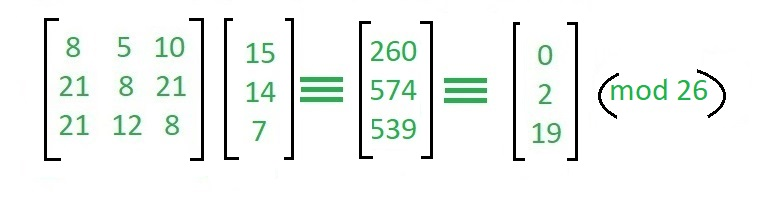 8 5 10 15 260 0
21 8 21 14 ≡ 574 ≡ 2 (mod 26)
21 12 8 7 539 19